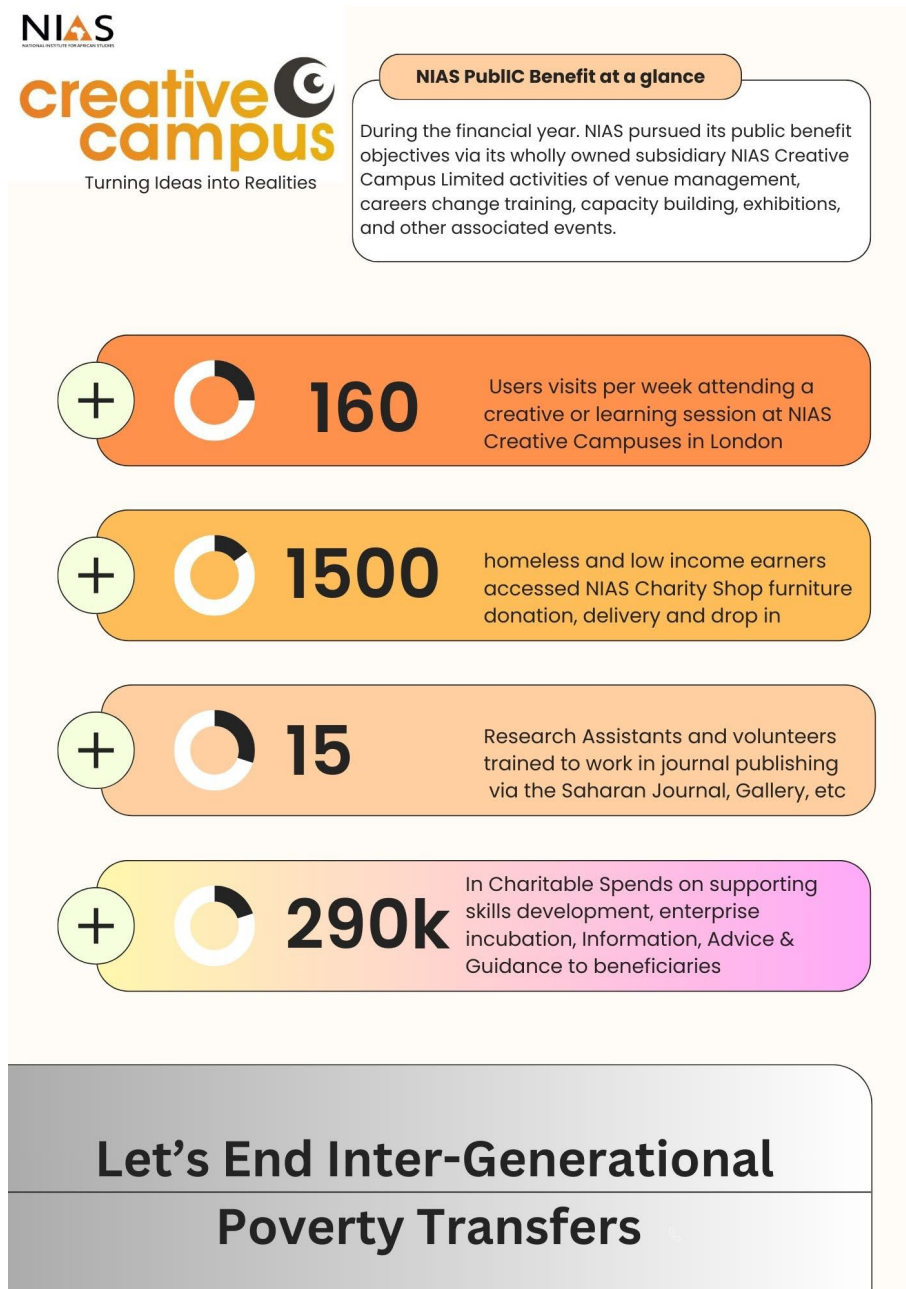 NIAS
NATIONAL INSTITUTE FOR AFRICAN STUDIES
creative
campus
Turning Ideas into Realities
NIAS PublIC Benefit at a glance
During the financial year. NIAS pursued its public benefit
objectives via its wholly owned subsidiary NIAS Creative
Campus Limited activities of venue management,
careers change training, capacity building, exhibitions,
and other associated events.
+
160
Users visits per week attending a
creative or learning session at NIAS
Creative Campuses in London
+
1500
homeless and low income earners
accessed NIAS Charity Shop furniture
donation, delivery and drop in
+
15
Research Assistants and volunteers
trained to work in journal publishing
via the Saharan Journal, Gallery, etc
+
290k
In Charitable Spends on supporting
skills development, enterprise
incubation, Information, Advice &
Guidance to beneficiaries
Let's End Inter-Generational
Poverty Transfers